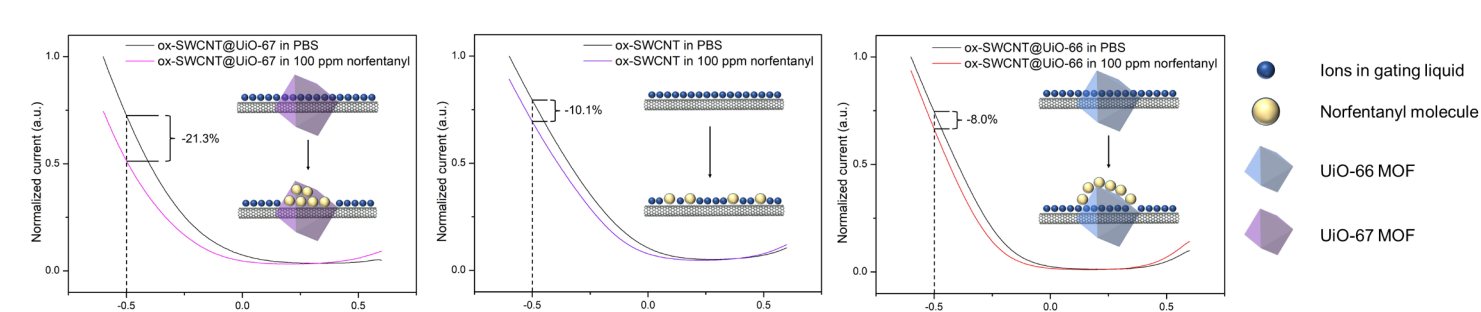 ox-SWCNT@UiO-67 in PBS
ox-SWCNT@UiO-67 in 100 ppm norfentanyl
Normalized current (a.u.)
1.0
0.5
0.0
-21.3%
-0.5
0.0
0.5
ox-SWCNT in PBS
ox-SWCNT in 100 ppm norfentanyl
Normalized current (a.u.)
1.0
0.5
0.0
-10.1%
-0.5
0.0
0.5
ox-SWCNT@UiO-66 in PBS
ox-SWCNT@UiO-66 in 100 ppm norfentanyl
Normalized current (a.u.)
1.0
0.5
0.0
-8.0%
-0.5
0.0
0.5
Ions in gating liquid
Norfentanyl molecule
UiO-66 MOF
UiO-67 MOF